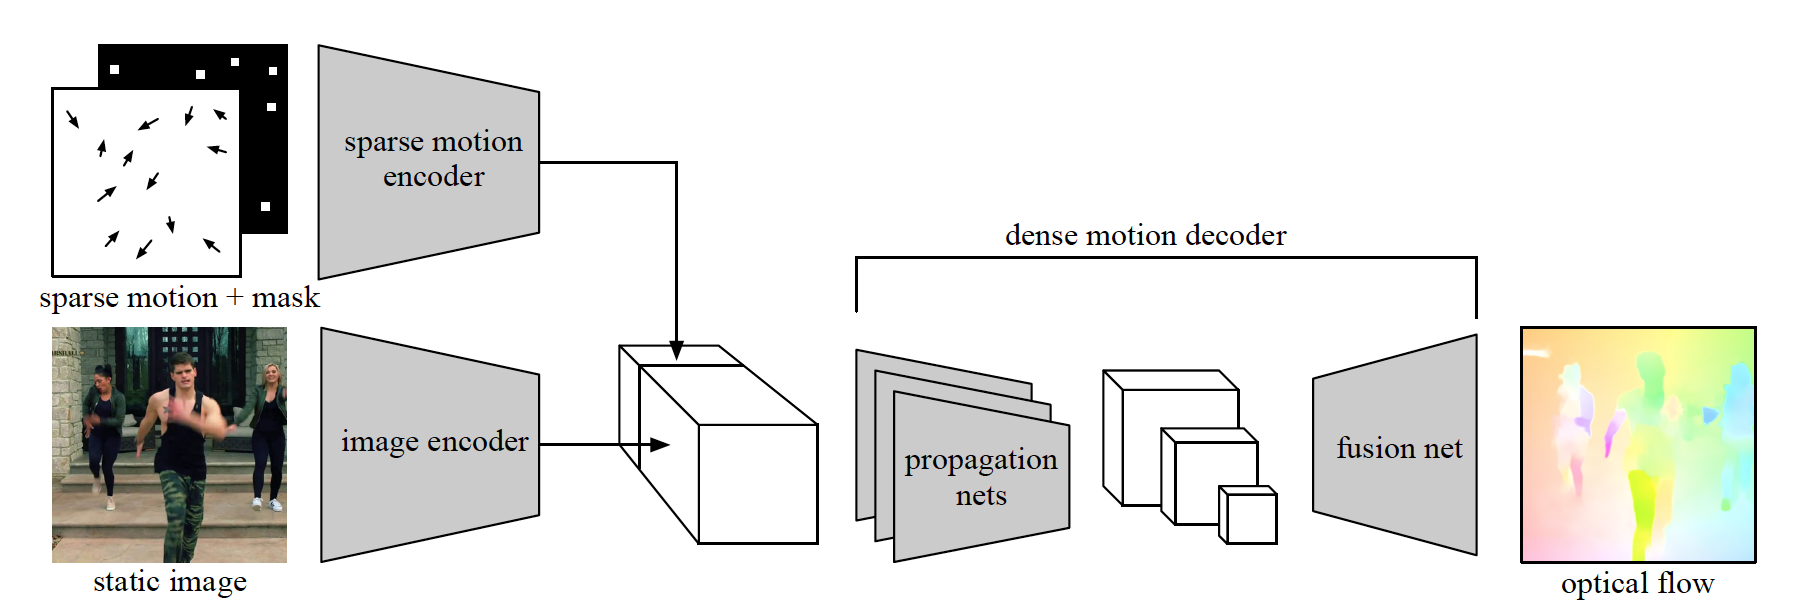 sparse motion
encoder
sparse motion + mask
dense motion decoder
image encoder
propagation
nets
fusion net
static image
optical flow